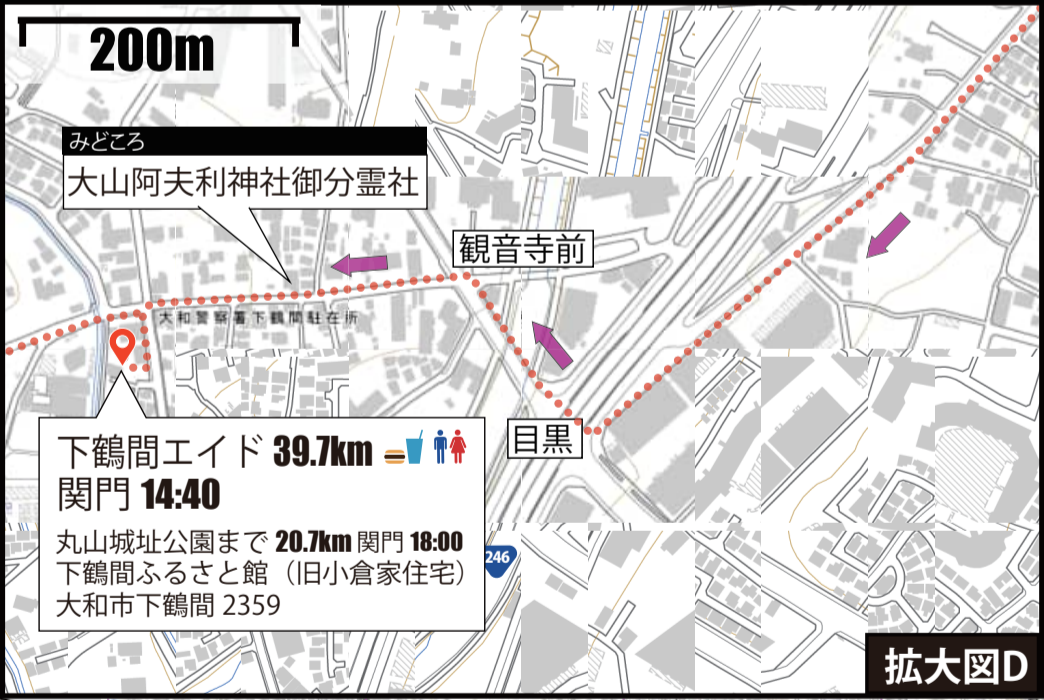 200m
みどころ
大山阿夫利神社御分霊社
観音寺前
大和警察署下鶴間駐在所
目黒
下鶴間エイド 39.7km
関門 14:40
丸山城址公園まで 20.7km 関門 18:00
下鶴間ふるさと館（旧小倉家住宅）
大和市下鶴間 2359
246
拡大図D